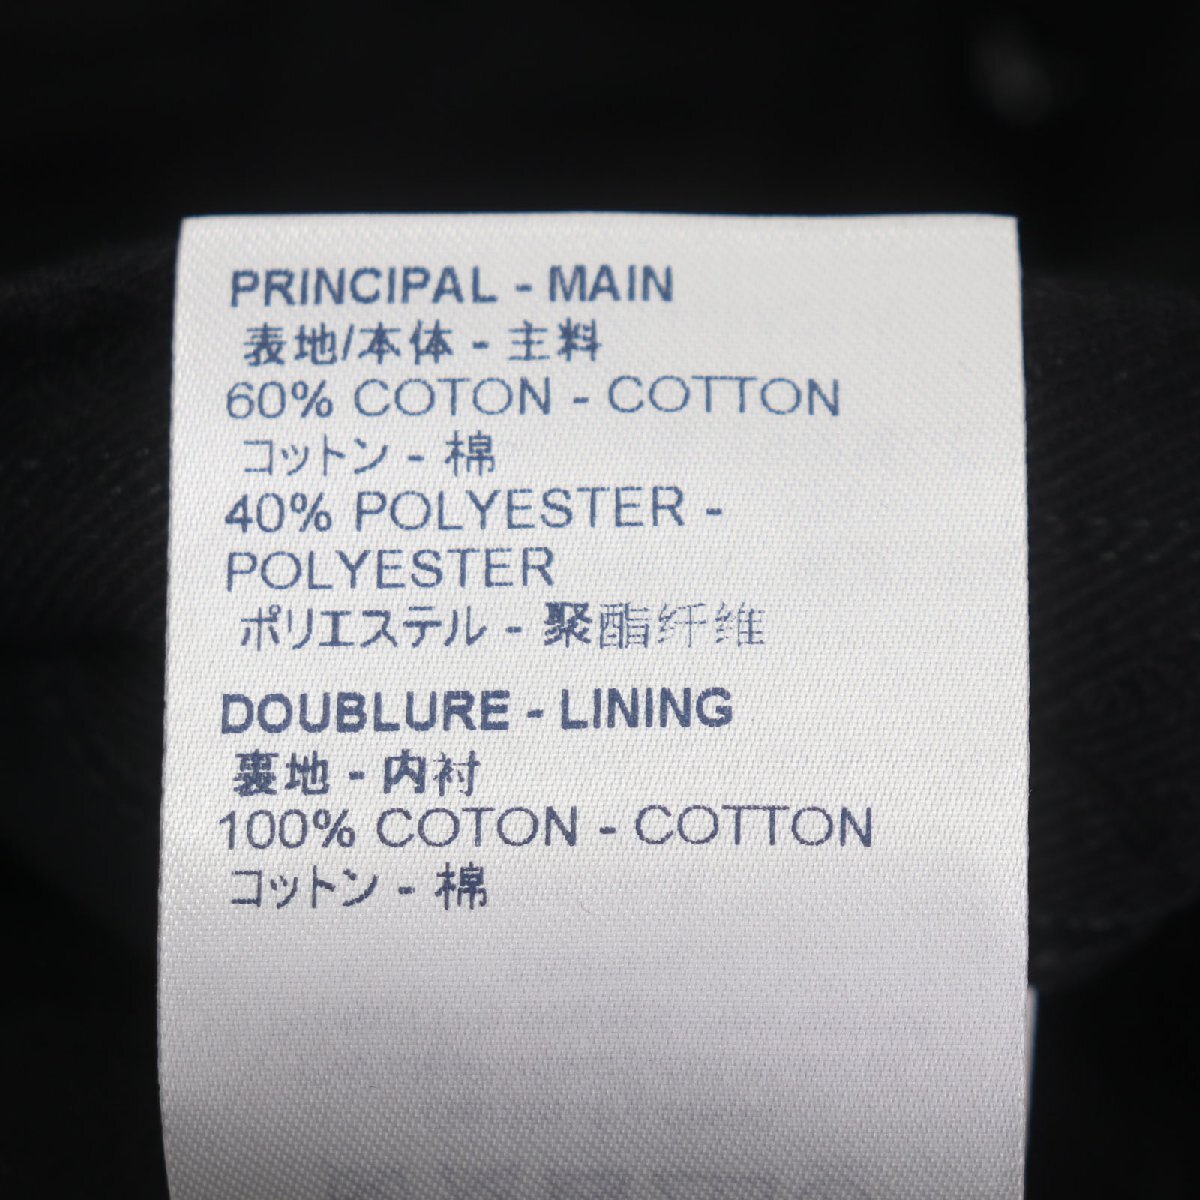 PRINCIPAL - MAIN
表地/本体 - 主料
60% COTON - COTTON
コットン - 棉
40% POLYESTER -
POLYESTER
ポリエステル - 聚酯纤维
DOUBLURE - LINING
裏地 - 内衬
100% COTON - COTTON
コットン - 棉